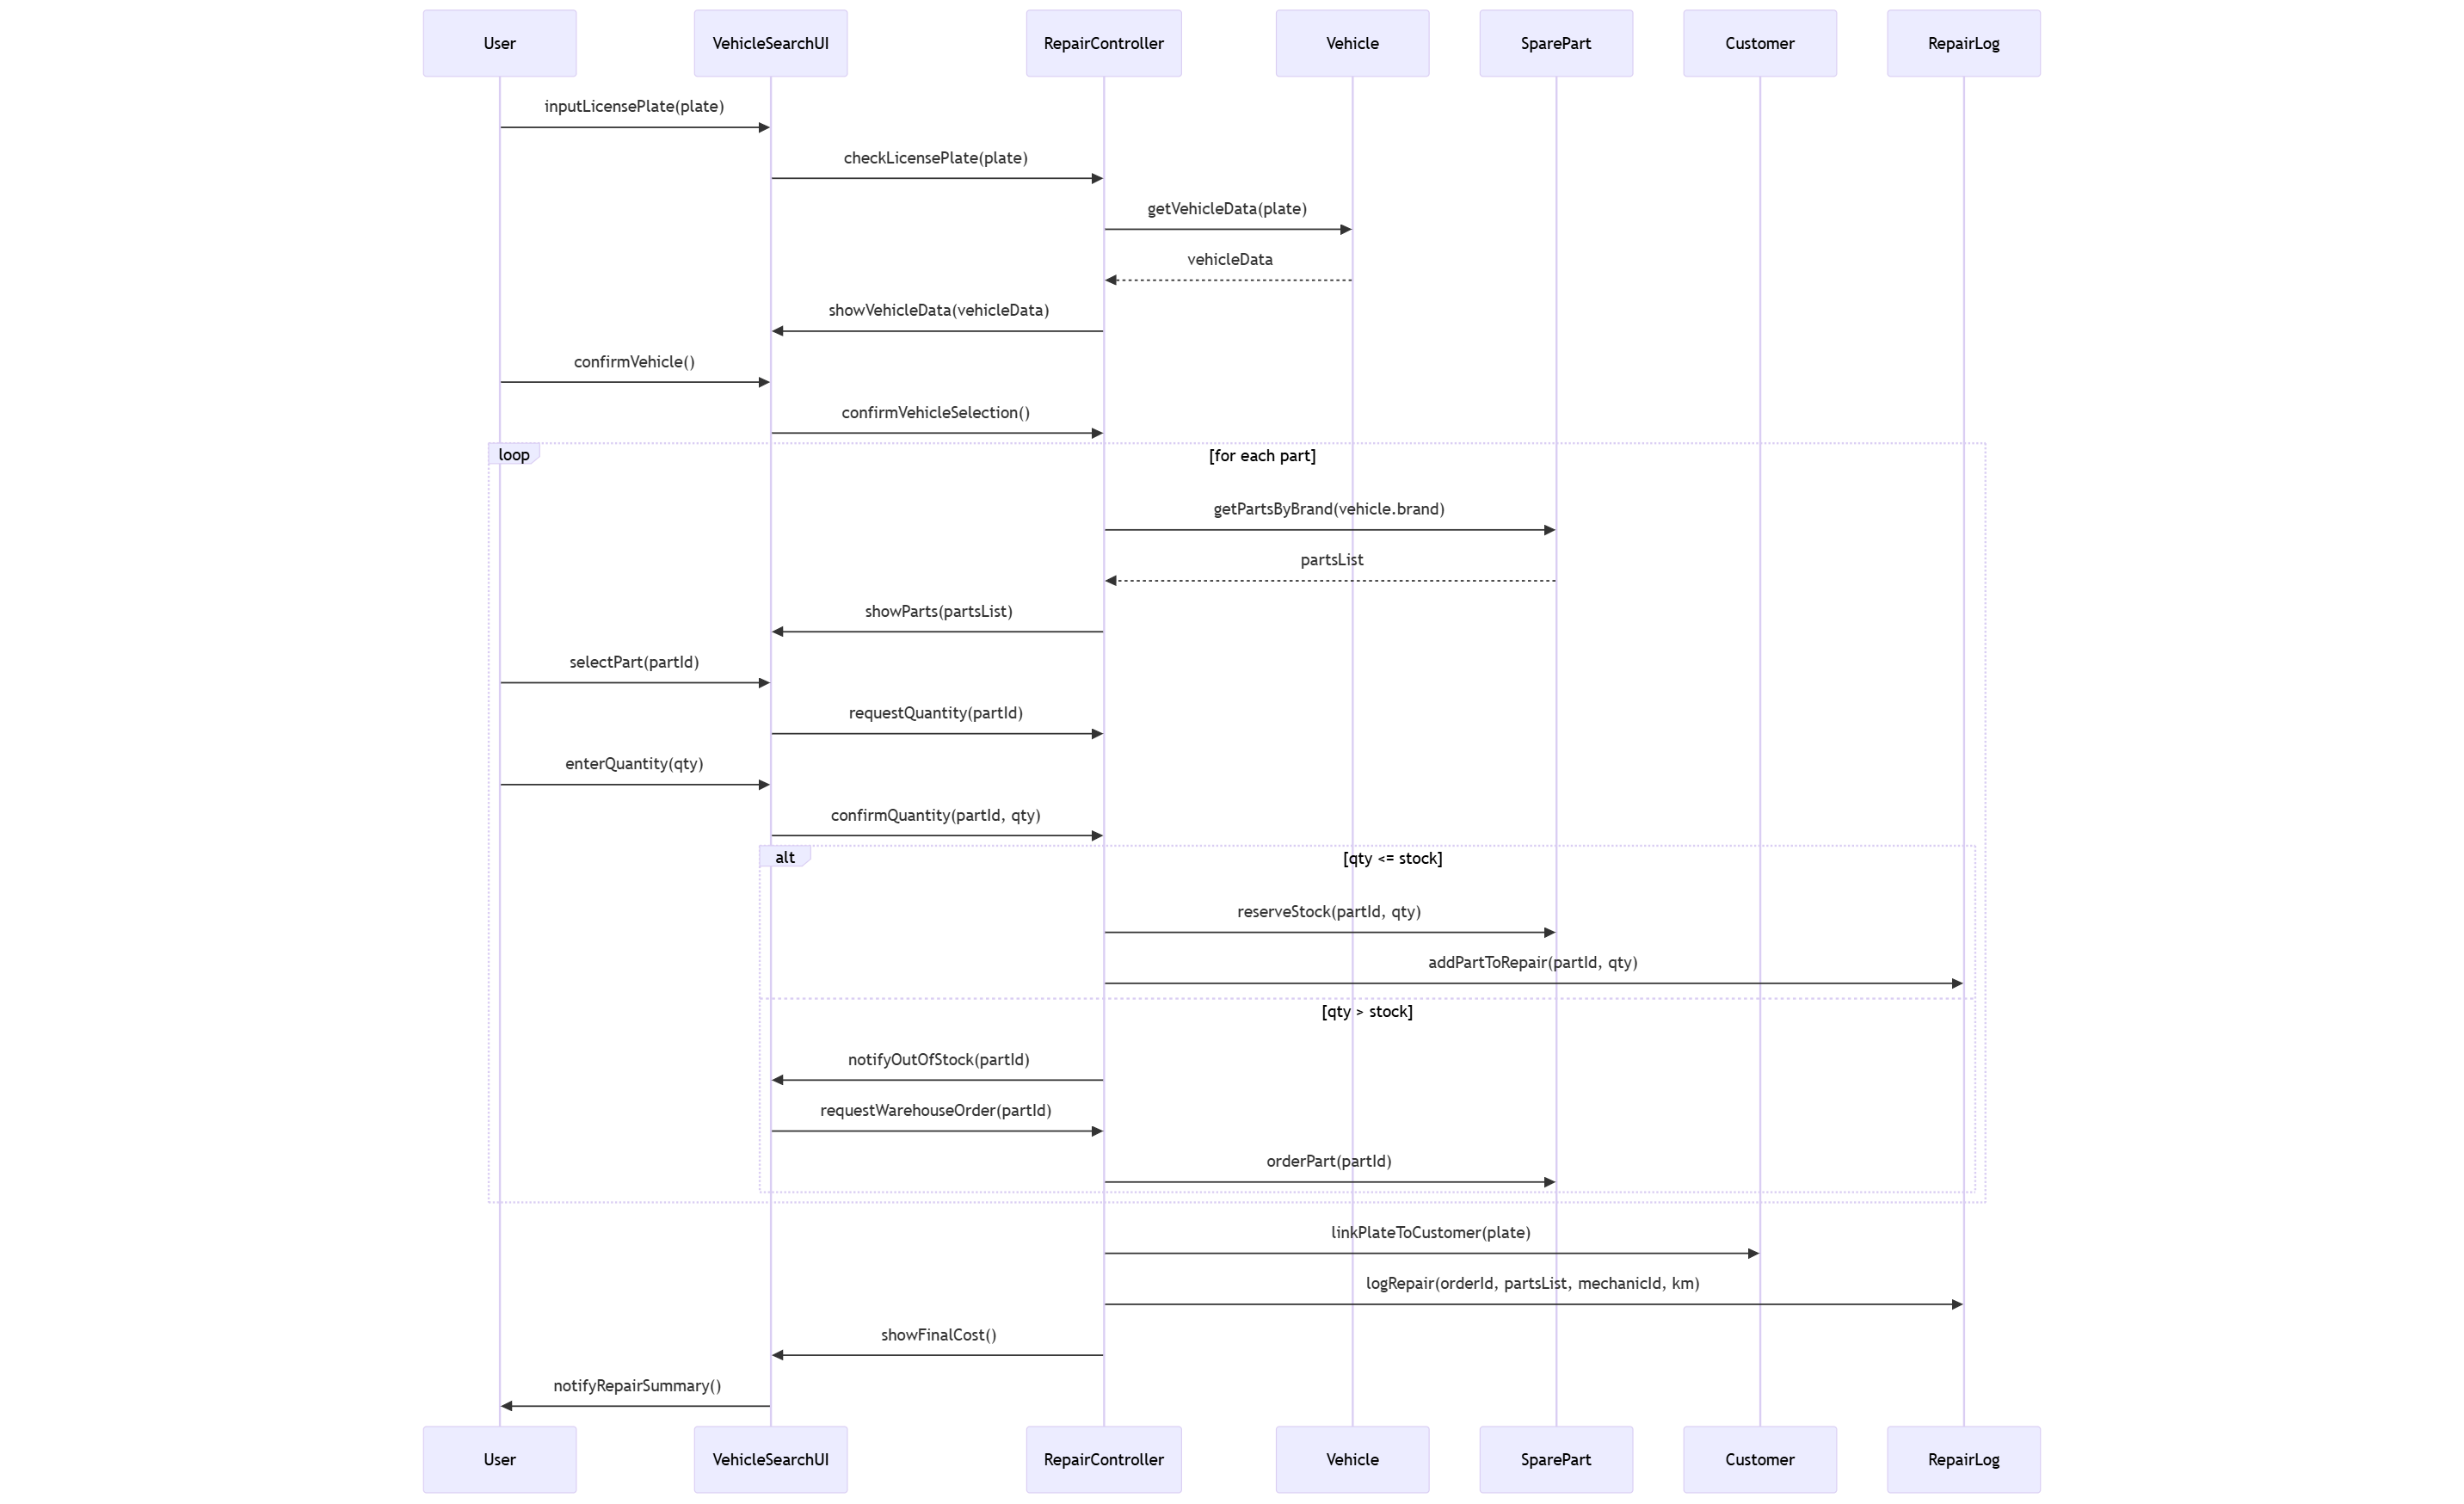 User
VehicleSearchUI
RepairController
Vehicle
SparePart
Customer
RepairLog
inputLicensePlate(plate)
checkLicensePlate(plate)
getVehicleData(plate)
vehicleData
showVehicleData(vehicleData)
confirmVehicle()
confirmVehicleSelection()
loop
[for each part]
getPartsByBrand(vehicle.brand)
partsList
showParts(partsList)
selectPart(partId)
requestQuantity(partId)
enterQuantity(qty)
confirmQuantity(partId, qty)
alt
[qty <= stock]
reserveStock(partId, qty)
addPartToRepair(partId, qty)
[qty > stock]
notifyOutOfStock(partId)
requestWarehouseOrder(partId)
orderPart(partId)
linkPlateToCustomer(plate)
logRepair(orderId, partsList, mechanicId, km)
showFinalCost()
notifyRepairSummary()
User
VehicleSearchUI
RepairController
Vehicle
SparePart
Customer
RepairLog